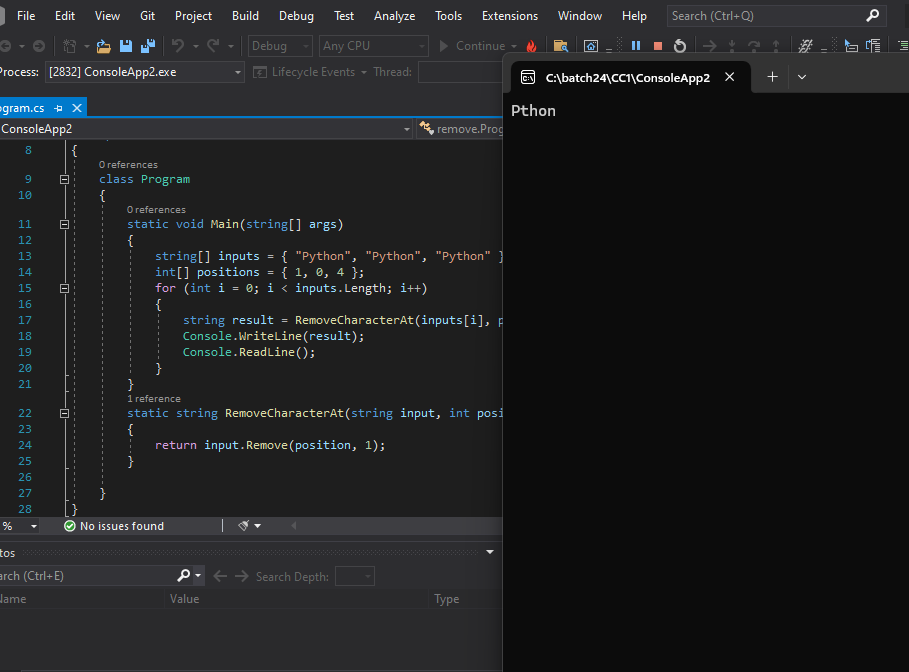 File Edit View Git Project Build Debug Test Analyze Tools Extensions Window Help Search (Ctrl+Q)
Debug Any CPU Continue
Process: [2832] ConsoleApp2.exe Lifecycle Events Thread:
C:\batch24\CC1\ConsoleApp2
Pthon
ogram.cs
ConsoleApp2 remove.Prog
8 {
0 references
9 class Program
10 {
0 references
11 static void Main(string[] args)
12 {
13 string[] inputs = { "Python", "Python", "Python" }
14 int[] positions = { 1, 0, 4 };
15 for (int i = 0; i < inputs.Length; i++)
16 {
17 string result = RemoveCharacterAt(inputs[i], p
18 Console.WriteLine(result);
19 Console.ReadLine();
20 }
21 }
1 reference
22 static string RemoveCharacterAt(string input, int posi
23 {
24 return input.Remove(position, 1);
25 }
26
27 }
28 }
% No issues found
tos
arch (Ctrl+E) Search Depth:
Name Value Type